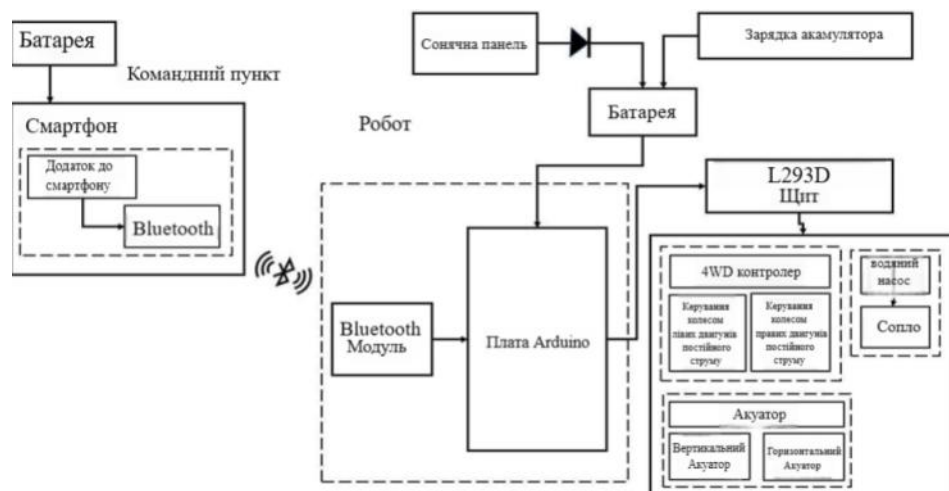 Батарея
Командний пункт
Смартфон
Додаток до
смартфону
Bluetooth
Сонячна панель
Зарядка акамулятора
Батарея
Робот
Bluetooth
Модуль
Плата Arduino
L293D
Щит
4WD контролер
Керування
колесом
лівих двигунів
постійного
струму
Керування
колесом
правих двигунів
постійного
струму
водяний
насос
Сопло
Акуатор
Вертикальний
Акуатор
Горизонтальний
Акуатор